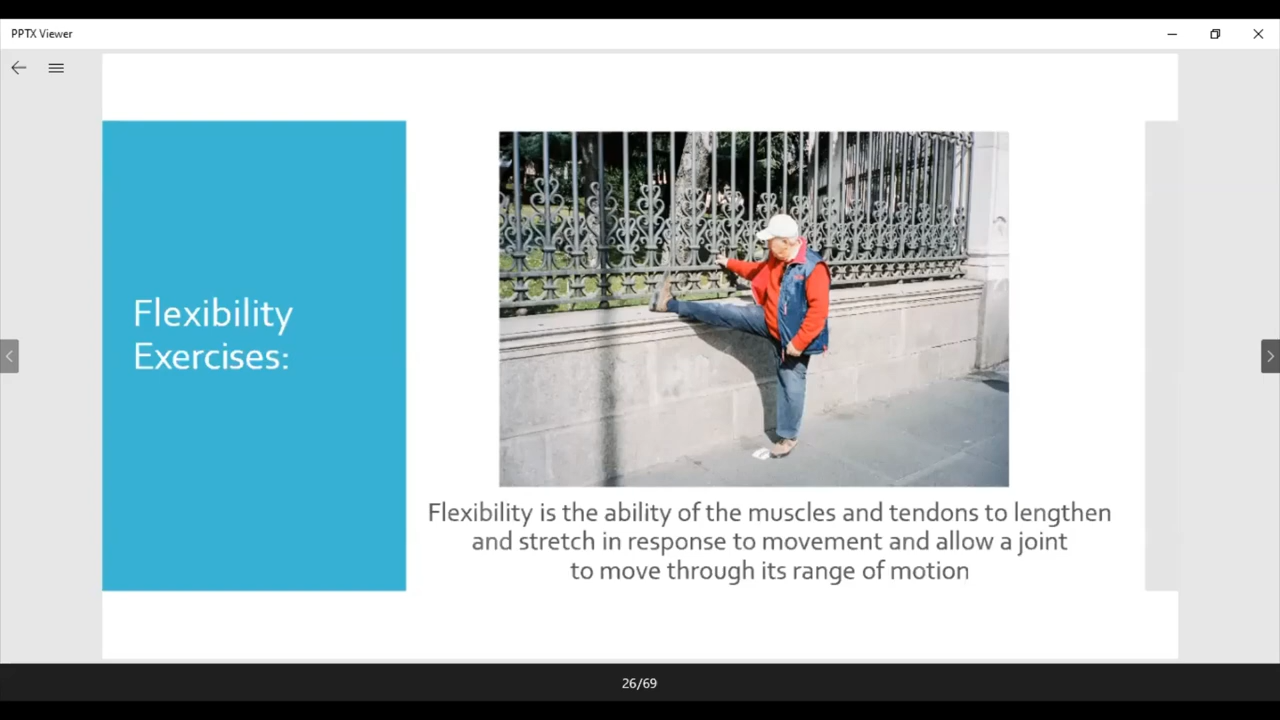 PPTX Viewer
Flexibility
Exercises:
Flexibility is the ability of the muscles and tendons to lengthen
and stretch in response to movement and allow a joint
to move through its range of motion
26/69